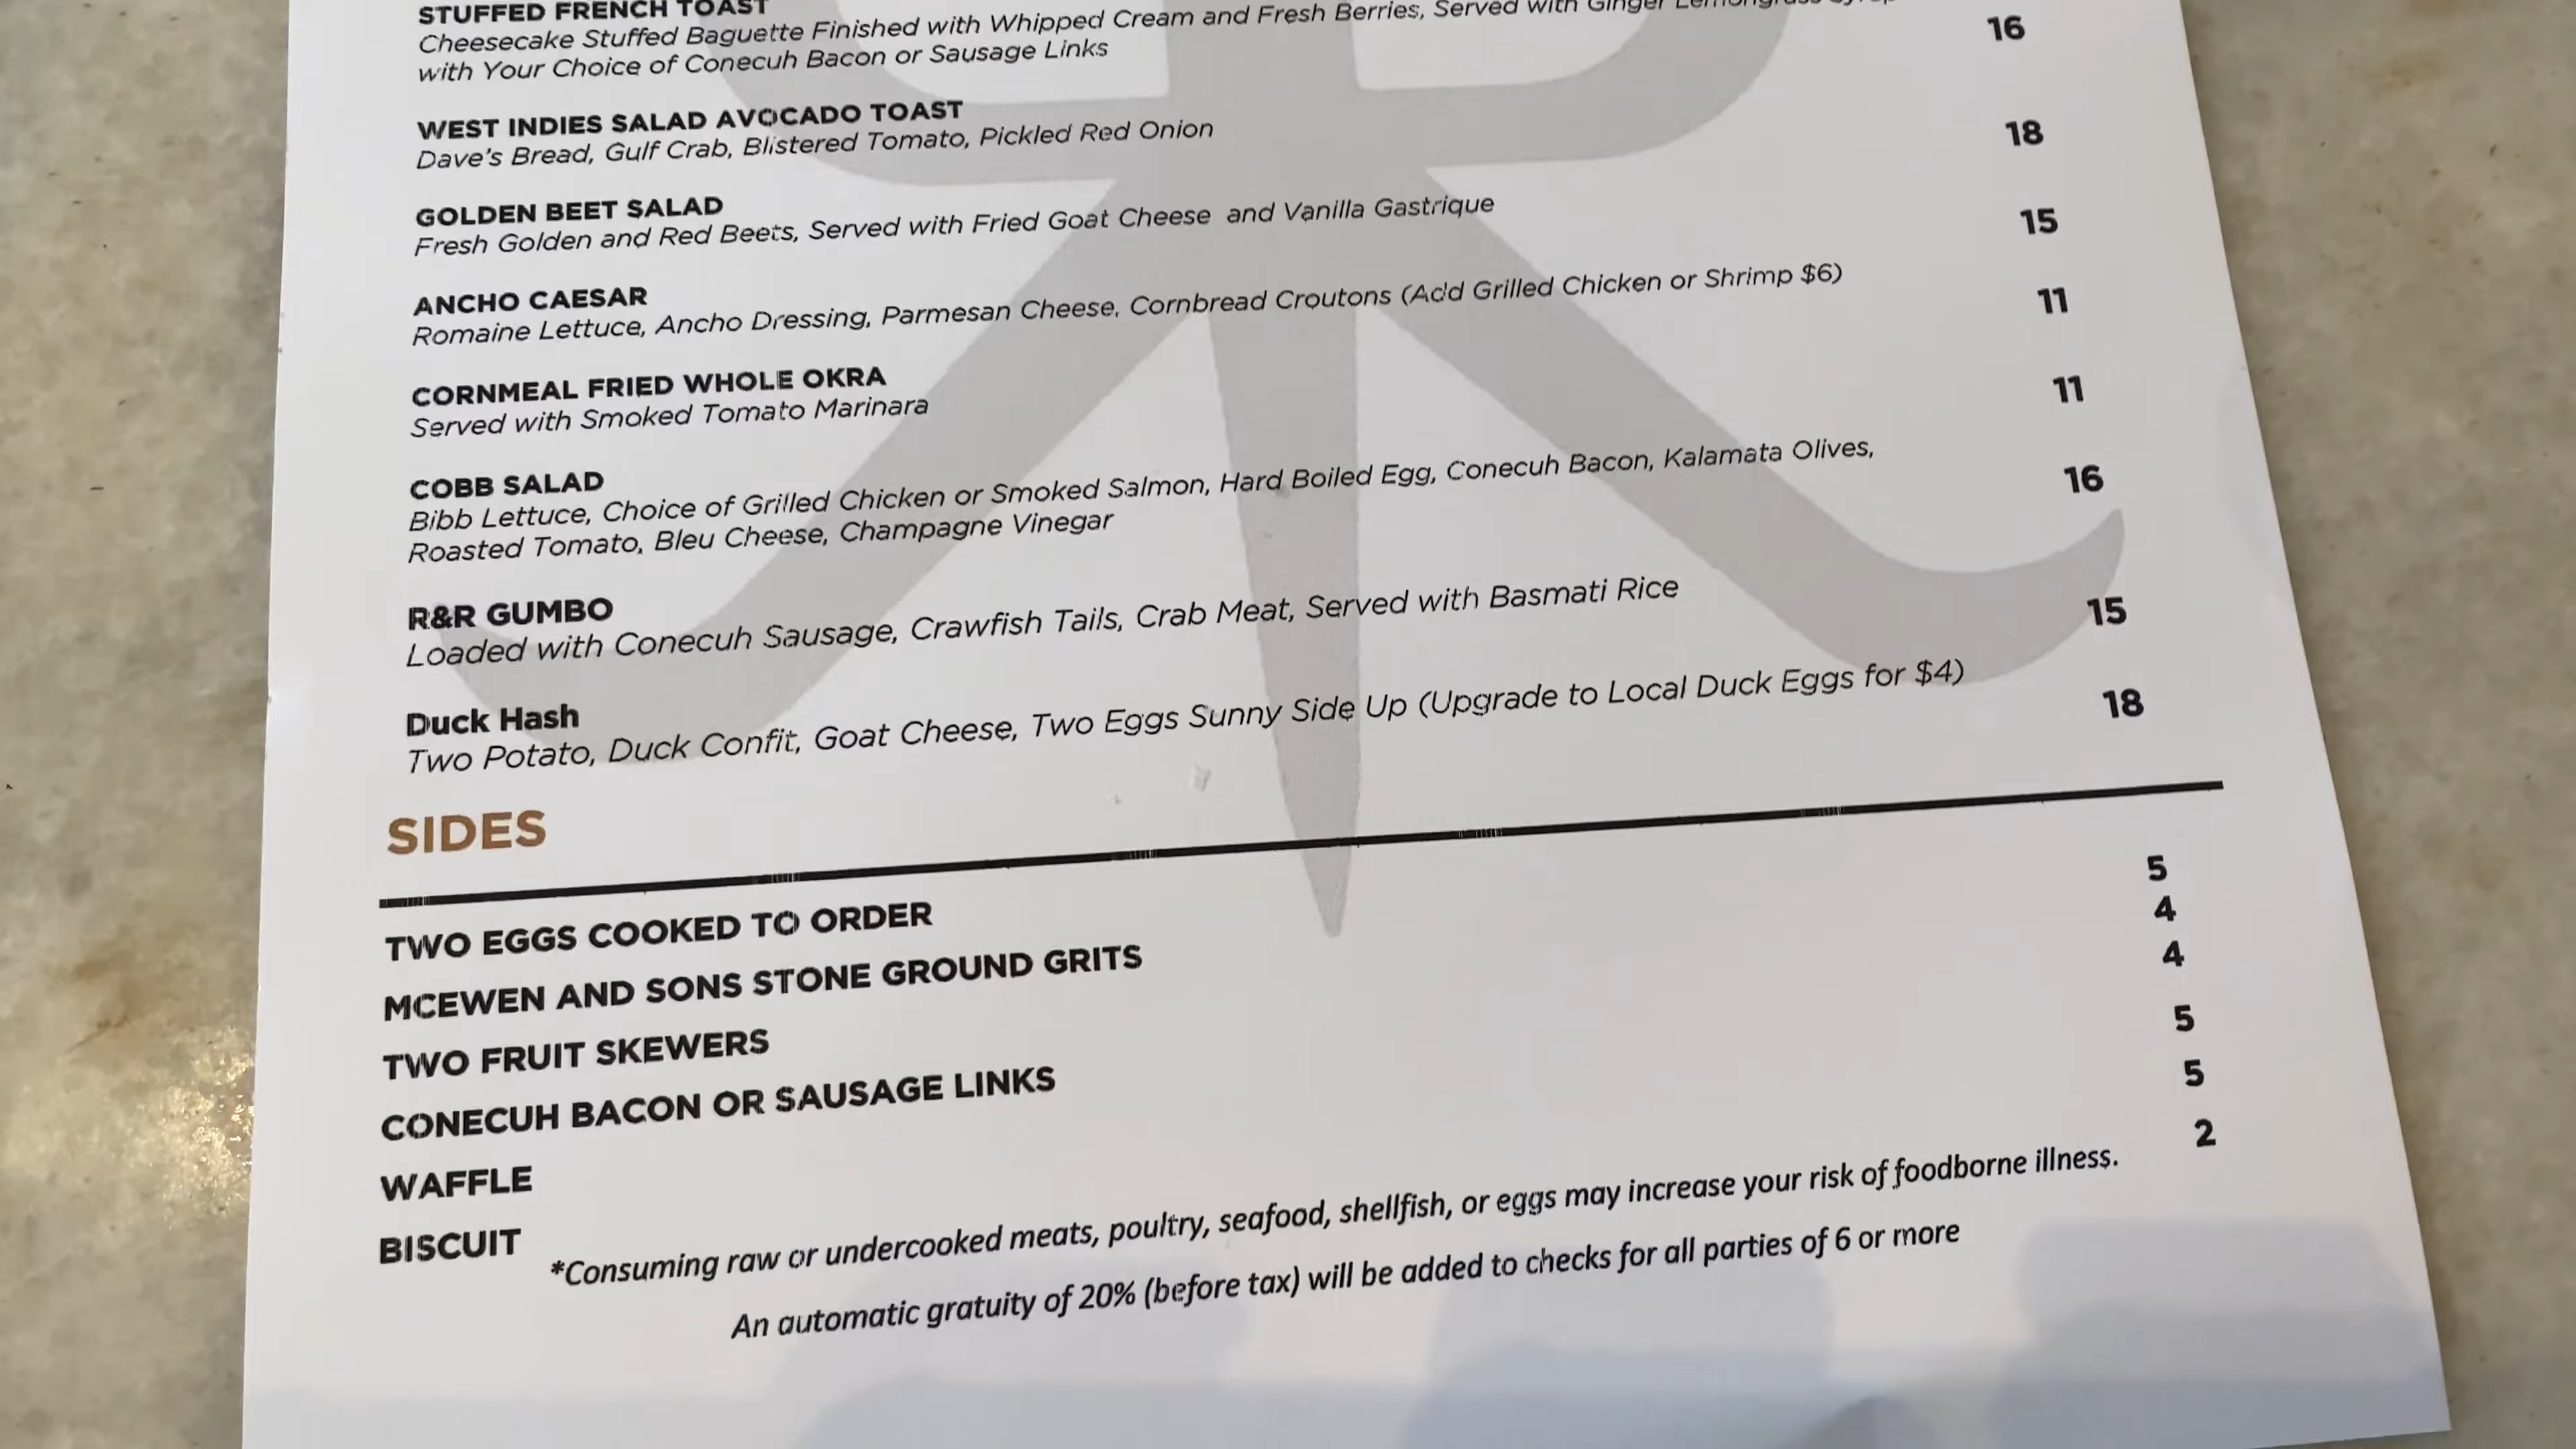 STUFFED FRENCH TOAST
Cheesecake Stuffed Baguette Finished with Whipped Cream and Fresh Berries, Served with Ginger Lemongrass Syrup
with Your Choice of Conecuh Bacon or Sausage Links
16
WEST INDIES SALAD AVOCADO TOAST
Dave's Bread, Gulf Crab, Blistered Tomato, Pickled Red Onion
18
GOLDEN BEET SALAD
Fresh Golden and Red Beets, Served with Fried Goat Cheese and Vanilla Gastrique
15
ANCHO CAESAR
Romaine Lettuce, Ancho Dressing, Parmesan Cheese, Cornbread Croutons (Add Grilled Chicken or Shrimp $6)
11
CORNMEAL FRIED WHOLE OKRA
Served with Smoked Tomato Marinara
11
COBB SALAD
Bibb Lettuce, Choice of Grilled Chicken or Smoked Salmon, Hard Boiled Egg, Conecuh Bacon, Kalamata Olives,
Roasted Tomato, Bleu Cheese, Champagne Vinegar
16
R&R GUMBO
Loaded with Conecuh Sausage, Crawfish Tails, Crab Meat, Served with Basmati Rice
15
Duck Hash
Two Potato, Duck Confit, Goat Cheese, Two Eggs Sunny Side Up (Upgrade to Local Duck Eggs for $4)
18
SIDES
TWO EGGS COOKED TO ORDER 5
MCEWEN AND SONS STONE GROUND GRITS 4
TWO FRUIT SKEWERS 4
CONECUH BACON OR SAUSAGE LINKS 5
WAFFLE 5
BISCUIT 2
*Consuming raw or undercooked meats, poultry, seafood, shellfish, or eggs may increase your risk of foodborne illness.
An automatic gratuity of 20% (before tax) will be added to checks for all parties of 6 or more